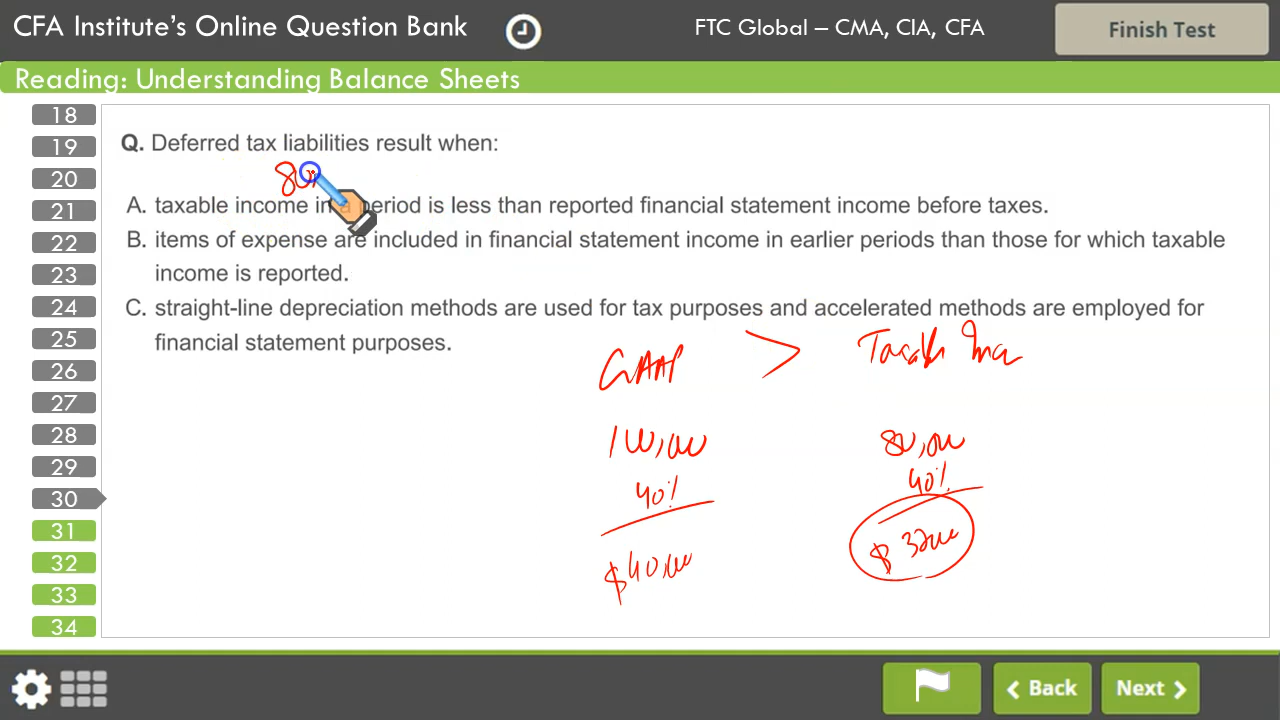 CFA Institute's Online Question Bank
FTC Global – CMA, CIA, CFA
Finish Test
Reading: Understanding Balance Sheets
18
19
20
21
22
23
24
25
26
27
28
29
30
31
32
33
34
Q. Deferred tax liabilities result when:
80
A. taxable income in a period is less than reported financial statement income before taxes.
B. items of expense are included in financial statement income in earlier periods than those for which taxable
income is reported.
C. straight-line depreciation methods are used for tax purposes and accelerated methods are employed for
financial statement purposes.
GAAP > Taxable Inc
100,000 80,000
40% 40%
$40,000 $32000
Back
Next